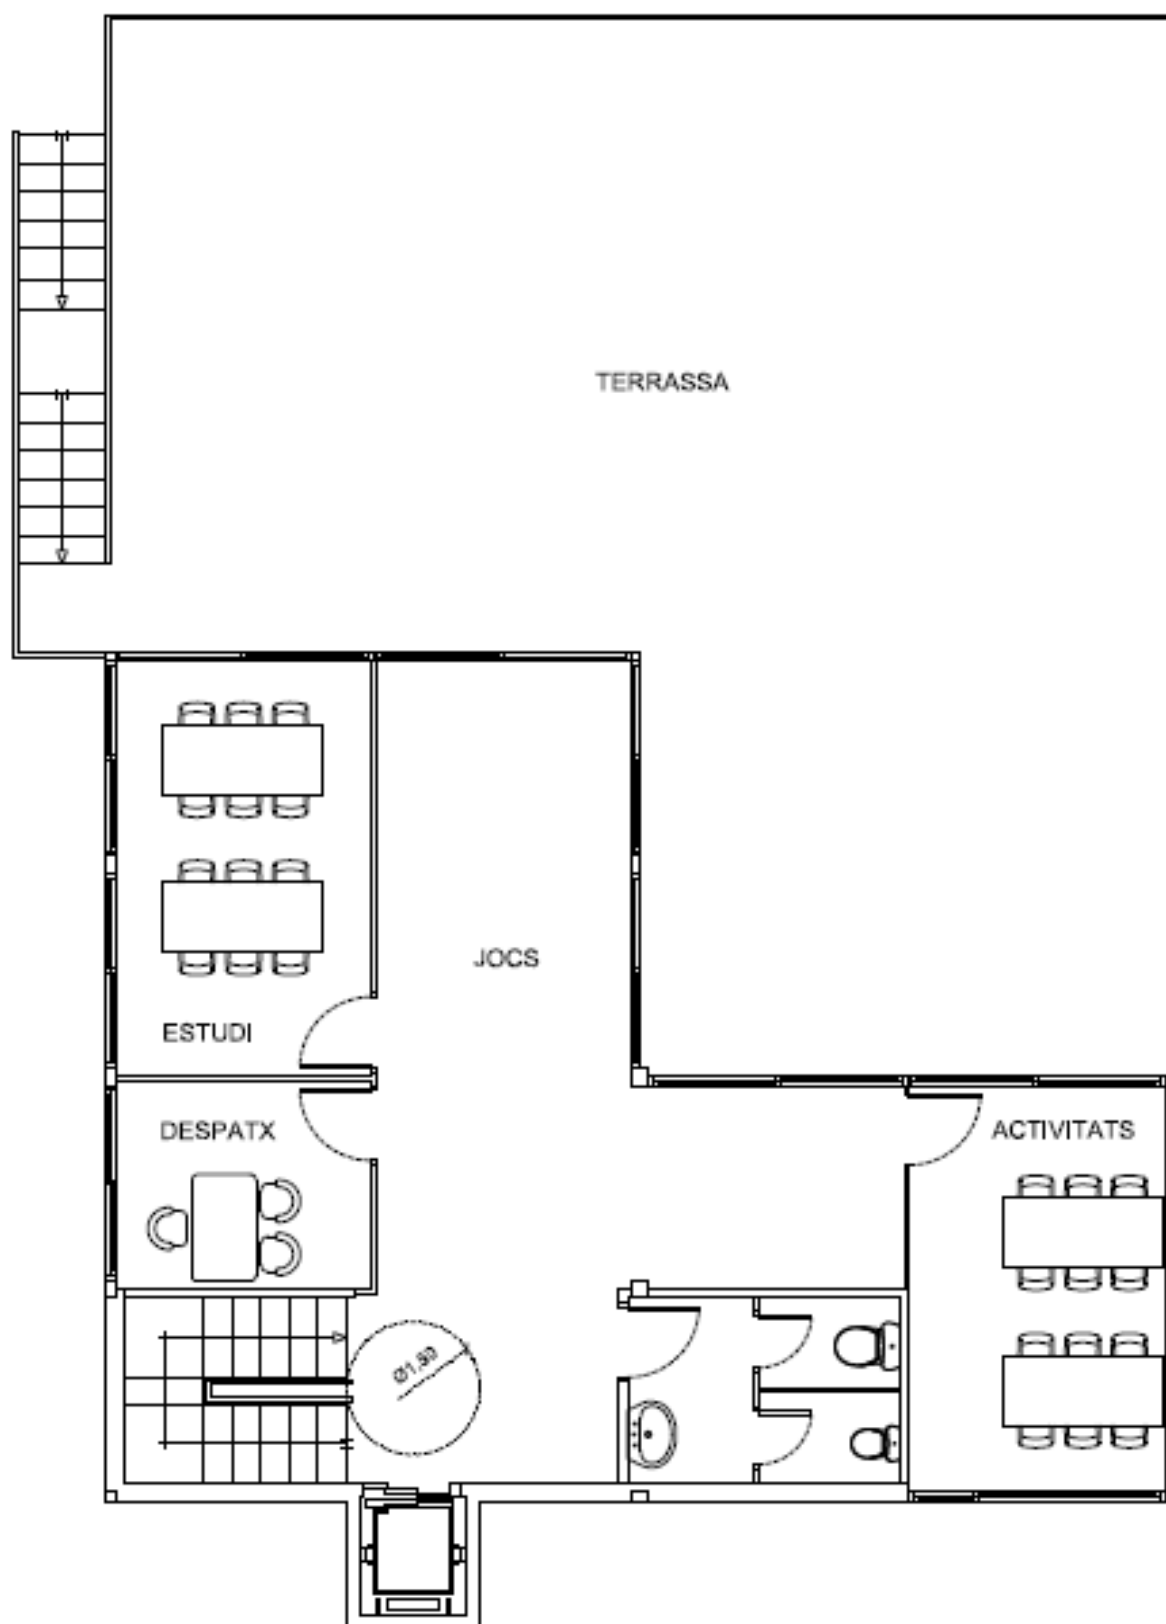 TERRASSA
JOCS
ESTUDI
DESPATX
ACTIVITATS
Ø1,50